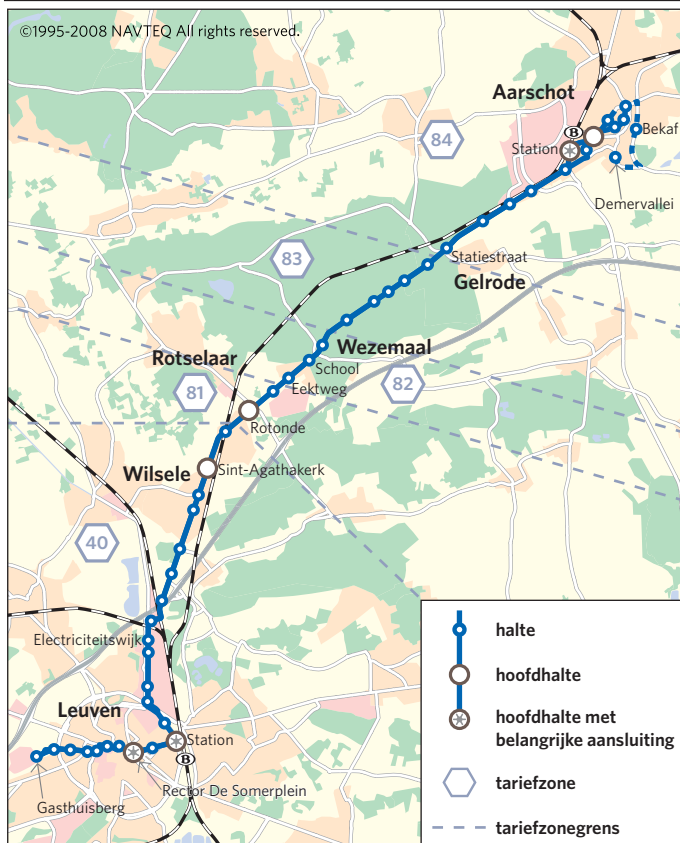 ©1995-2008 NAVTEQ All rights reserved.
Aarschot
B
Bekaf
84
Station
Demervallei
Statiestraat
83
Gelrode
Wezemaal
Rotselaar
School
82
81
Eektweg
Rotonde
Wilsele
Sint-Agathakerk
40
Electriciteitswijk
Leuven
Station
B
Rector De Somerplein
Gasthuisberg
halte
hoofdhalte
hoofdhalte met
belangrijke aansluiting
tariefzone
tariefzonegrens